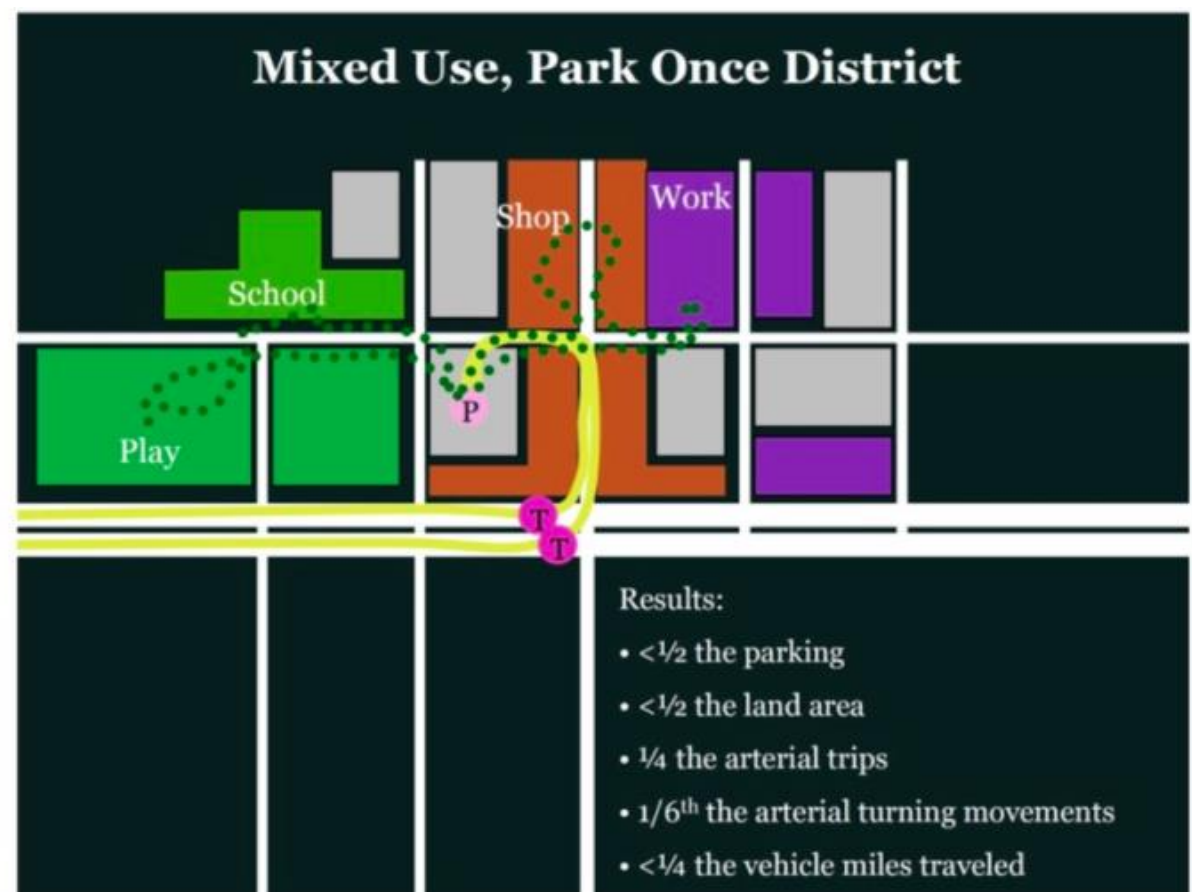 Mixed Use, Park Once District
Shop
Work
School
P
Play
T
T
Results:
• <½ the parking
• <½ the land area
• ¼ the arterial trips
• 1/6th the arterial turning movements
• <¼ the vehicle miles traveled